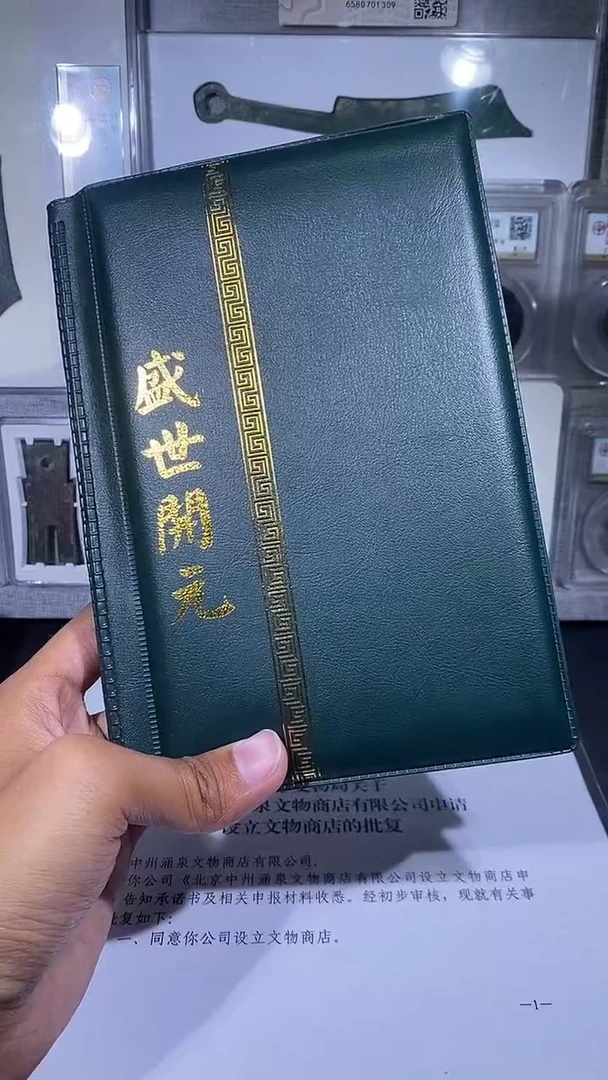 6580701309
盛世開元
泉文物商店有限公司申请
设立文物商店的批复
中州涌泉文物商店有限公司:
你公司《北京中州涌泉文物商店有限公司设立文物商店申
告知承诺书及相关申报材料收悉。经初步审核,现就有关事
批复如下:
一、同意你公司设立文物商店。
—1—